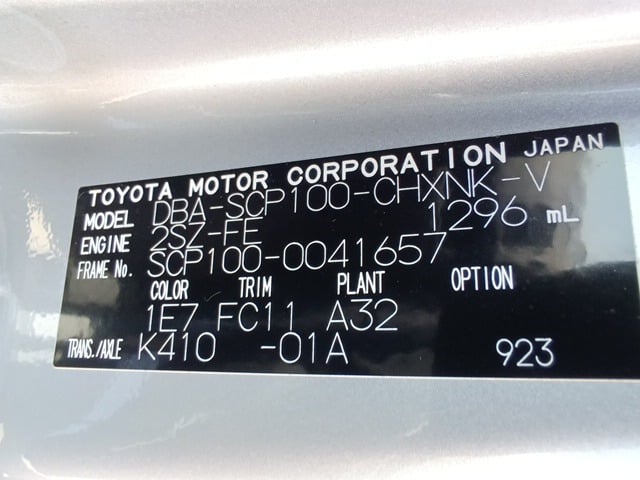 TOYOTA MOTOR CORPORATION JAPAN
MODEL DBA-SCP100-CHXNK-V
ENGINE 2SZ-FE 1296 mL
FRAME No. SCP100-0041657
COLOR TRIM PLANT OPTION
1E7 FC11 A32
TRANS./AXLE K410 -01A 923